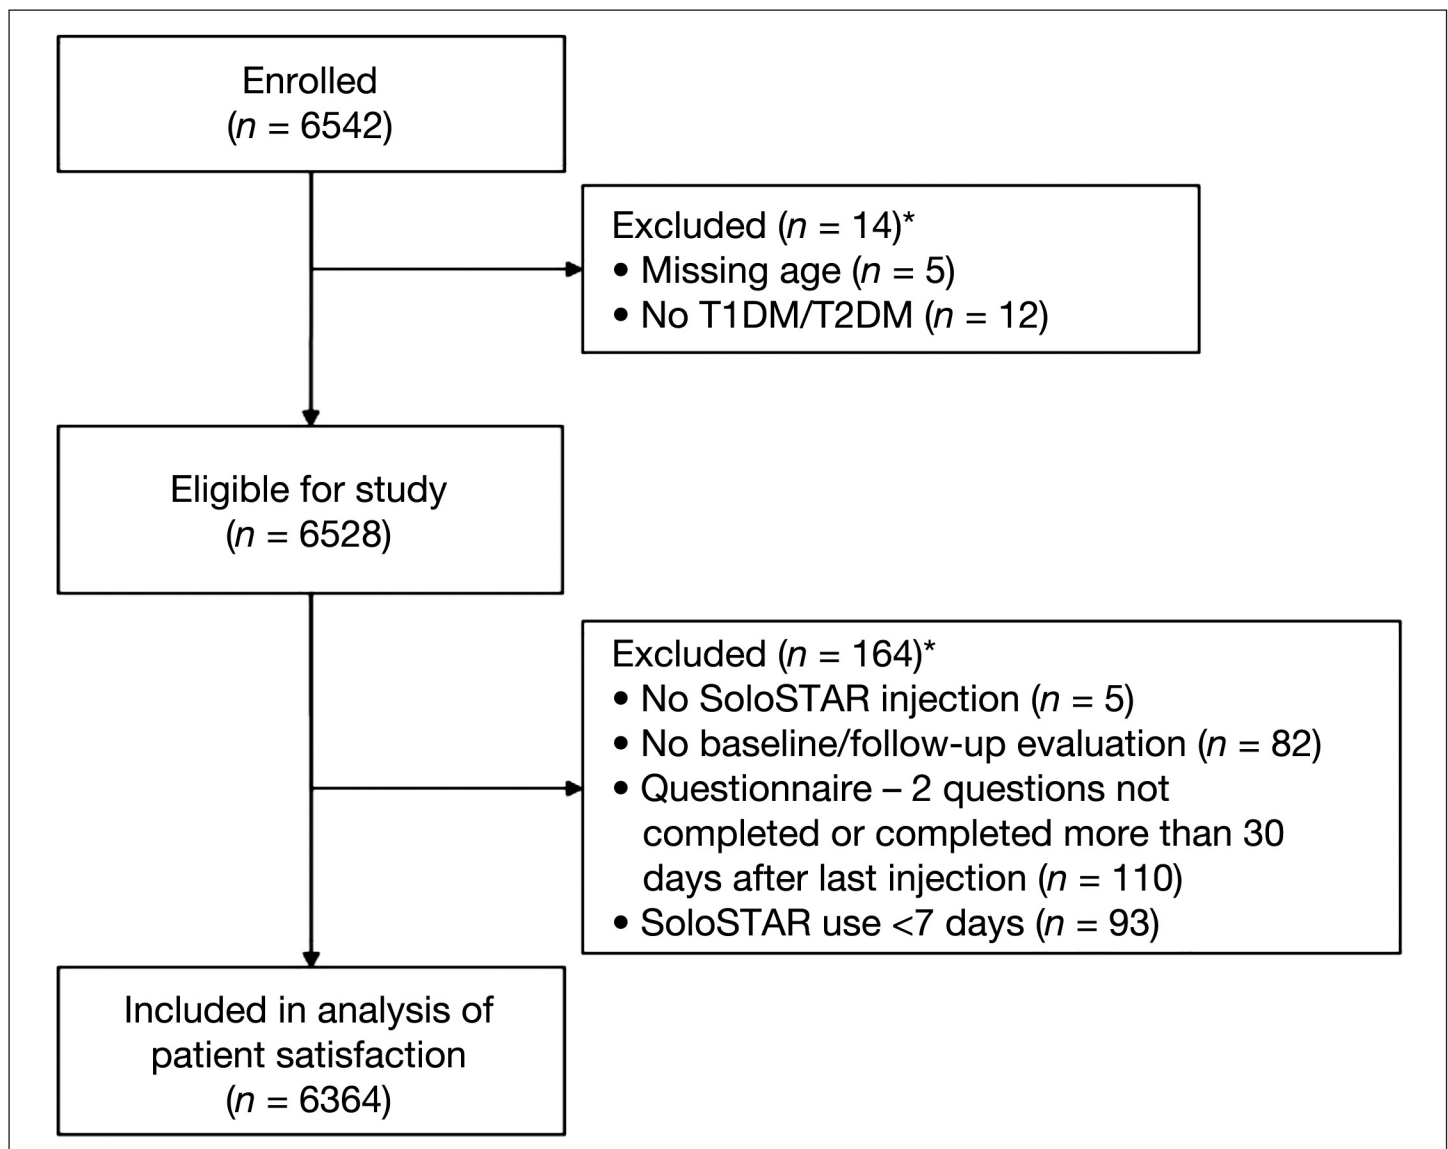 Enrolled
(n = 6542)
Excluded (n = 14)*
• Missing age (n = 5)
• No T1DM/T2DM (n = 12)
Eligible for study
(n = 6528)
Excluded (n = 164)*
• No SoloSTAR injection (n = 5)
• No baseline/follow-up evaluation (n = 82)
• Questionnaire – 2 questions not
completed or completed more than 30
days after last injection (n = 110)
• SoloSTAR use <7 days (n = 93)
Included in analysis of
patient satisfaction
(n = 6364)